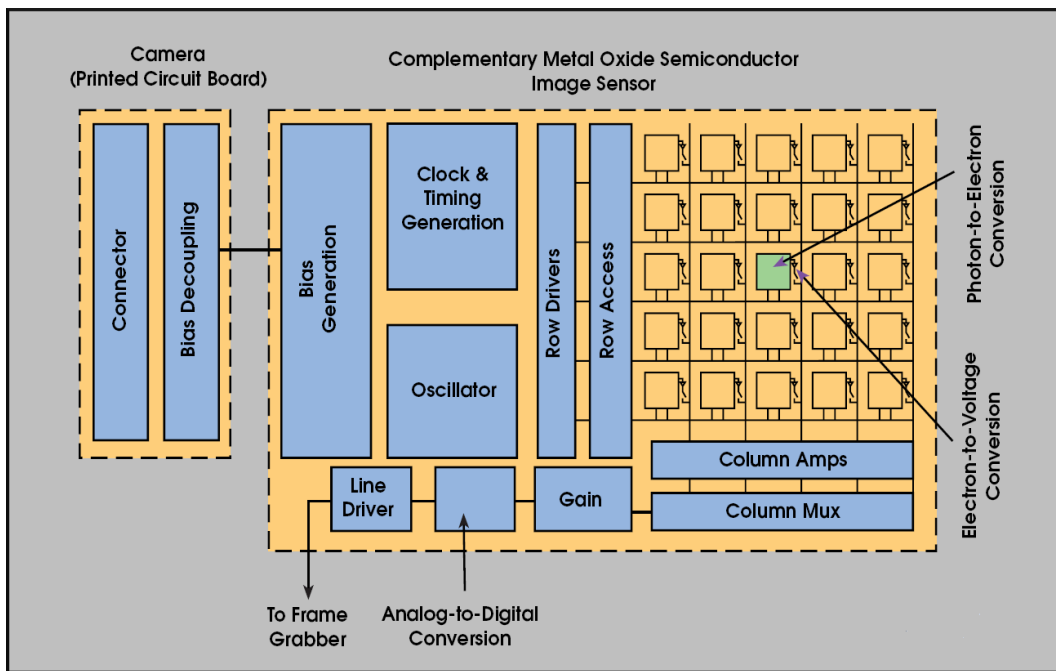 Camera
(Printed Circuit Board)
Complementary Metal Oxide Semiconductor
Image Sensor
Connector
Bias Decoupling
Bias
Generation
Clock &
Timing
Generation
Oscillator
Row Drivers
Row Access
Photon-to-Electron
Conversion
Electron-to-Voltage
Conversion
Column Amps
Column Mux
Gain
Line
Driver
To Frame
Grabber
Analog-to-Digital
Conversion